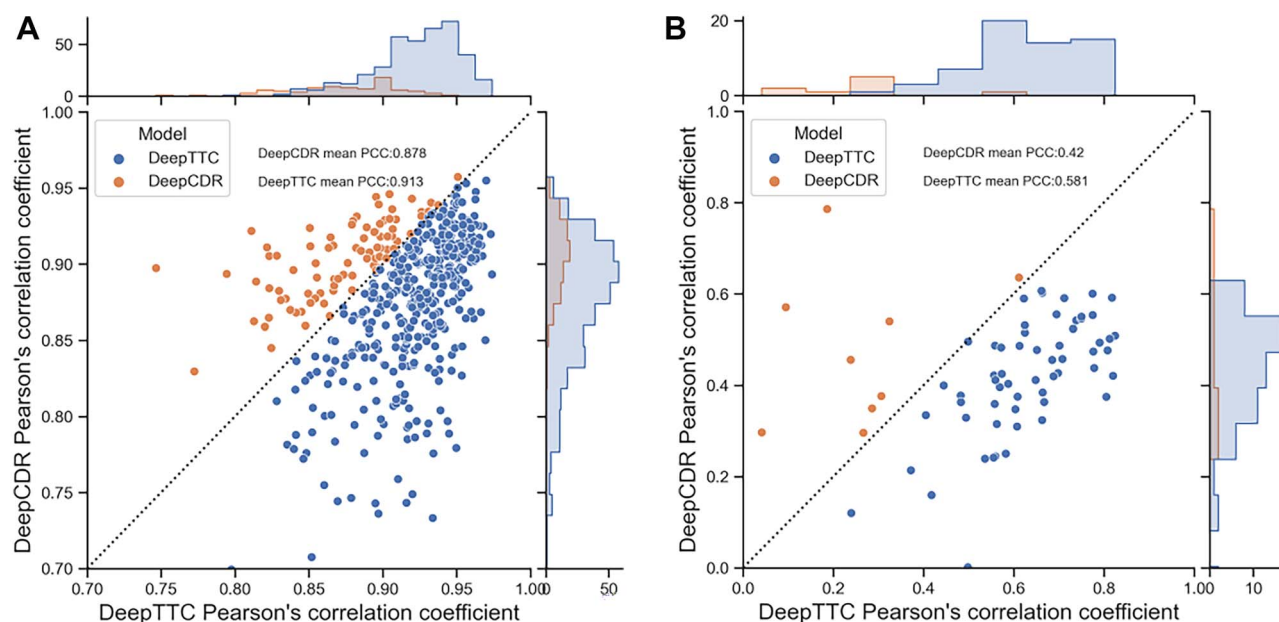 A
50
0
1.00
0.95
0.90
0.85
0.80
0.75
0.70
DeepCDR Pearson's correlation coefficient
Model
DeepTTC
DeepCDR
DeepCDR mean PCC:0.878
DeepTTC mean PCC:0.913
0.70
0.75
0.80
0.85
0.90
0.95
1.00
0
50
DeepTTC Pearson's correlation coefficient
B
20
0
1.0
0.8
0.6
0.4
0.2
0.0
DeepCDR Pearson's correlation coefficient
Model
DeepTTC
DeepCDR
DeepCDR mean PCC:0.42
DeepTTC mean PCC:0.581
0.0
0.2
0.4
0.6
0.8
1.0
0
10
DeepTTC Pearson's correlation coefficient